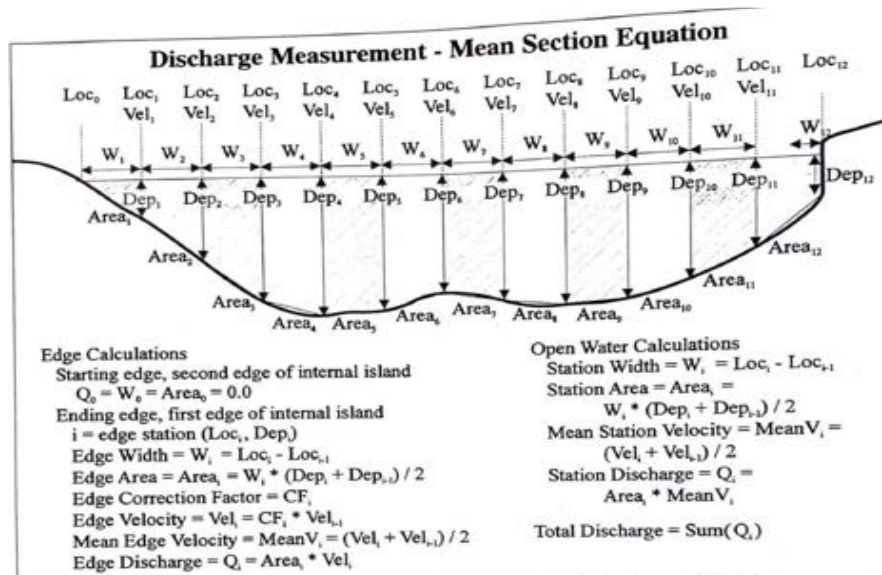 Discharge Measurement - Mean Section Equation
Loc₀ Loc₁ Loc₂ Loc₃ Loc₄ Loc₅ Loc₆ Loc₇ Loc₈ Loc₉ Loc₁₀ Loc₁₁ Loc₁₂
Vel₁ Vel₂ Vel₃ Vel₄ Vel₅ Vel₆ Vel₇ Vel₈ Vel₉ Vel₁₀ Vel₁₁
W₁ W₂ W₃ W₄ W₅ W₆ W₇ W₈ W₉ W₁₀ W₁₁ W₁₂
Dep₁ Dep₂ Dep₃ Dep₄ Dep₅ Dep₆ Dep₇ Dep₈ Dep₉ Dep₁₀ Dep₁₁ Dep₁₂
Area₁ Area₂ Area₃ Area₄ Area₅ Area₆ Area₇ Area₈ Area₉ Area₁₀ Area₁₁ Area₁₂
Edge Calculations
Starting edge, second edge of internal island
Q₀ = W₀ = Area₀ = 0.0
Ending edge, first edge of internal island
i = edge station (Locᵢ, Depᵢ)
Edge Width = Wᵢ = Locᵢ - Locᵢ₋₁
Edge Area = Areaᵢ = Wᵢ * (Depᵢ + Depᵢ₋₁) / 2
Edge Correction Factor = CFᵢ
Edge Velocity = Velᵢ = CFᵢ * Velᵢ₋₁
Mean Edge Velocity = MeanVᵢ = (Velᵢ + Velᵢ₋₁) / 2
Edge Discharge = Qᵢ = Areaᵢ * Velᵢ
Open Water Calculations
Station Width = Wᵢ = Locᵢ - Locᵢ₋₁
Station Area = Areaᵢ =
Wᵢ * (Depᵢ + Depᵢ₋₁) / 2
Mean Station Velocity = MeanVᵢ =
(Velᵢ + Velᵢ₋₁) / 2
Station Discharge = Qᵢ =
Areaᵢ * MeanVᵢ
Total Discharge = Sum(Qᵢ)